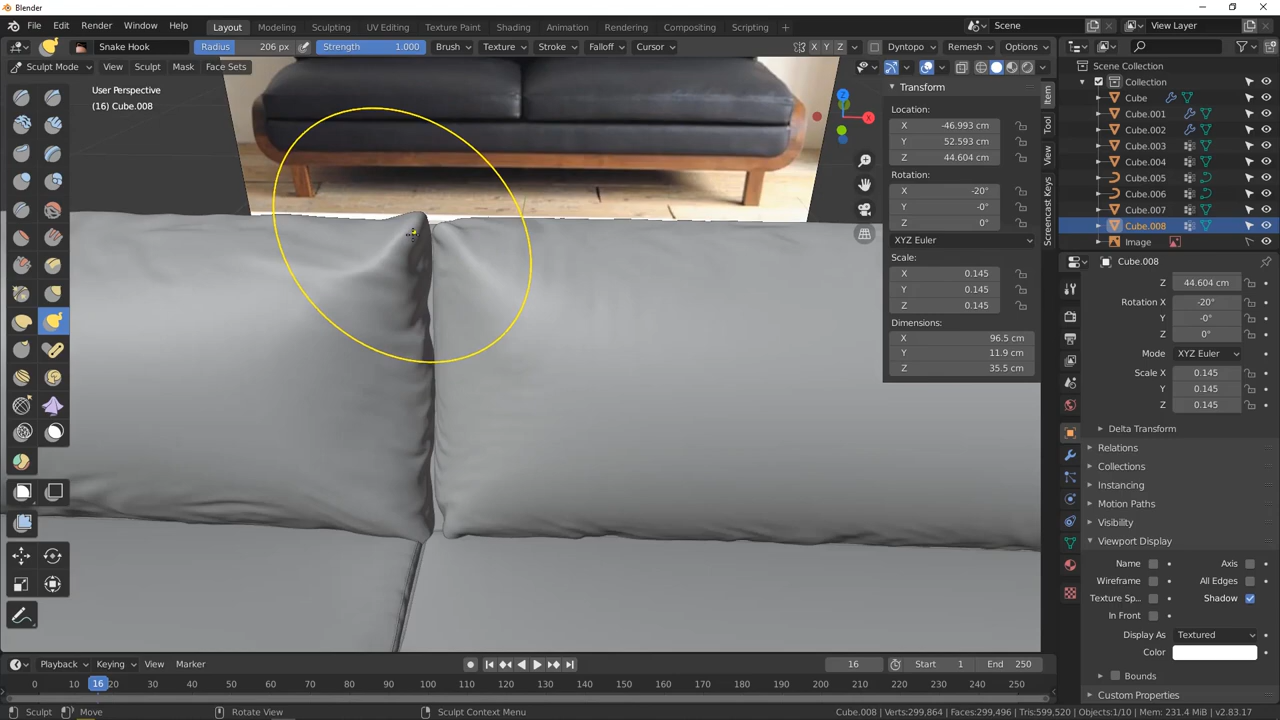 Blender
File Edit Render Window Help Layout Modeling Sculpting UV Editing Texture Paint Shading Animation Rendering Compositing Scripting + Scene View Layer
Snake Hook Radius 206 px Strength 1.000 Brush Texture Stroke Falloff Cursor X Y Z Dyntopo Remesh Options
Sculpt Mode View Sculpt Mask Face Sets
User Perspective
(16) Cube.008
Transform
Location:
X -46.993 cm
Y 52.593 cm
Z 44.604 cm
Rotation:
X -20°
Y -0°
Z 0°
XYZ Euler
Scale:
X 0.145
Y 0.145
Z 0.145
Dimensions:
X 96.5 cm
Y 11.9 cm
Z 35.5 cm
Item
Tool
View
Screencast Keys
X
Y
Z
Scene Collection
Collection
Cube
Cube.001
Cube.002
Cube.003
Cube.004
Cube.005
Cube.006
Cube.007
Cube.008
Image
Cube.008
Z 44.604 cm
Rotation X -20°
Y -0°
Z 0°
Mode XYZ Euler
Scale X 0.145
Y 0.145
Z 0.145
Delta Transform
Relations
Collections
Instancing
Motion Paths
Visibility
Viewport Display
Name Axis
Wireframe All Edges
Texture Sp.. Shadow
In Front
Display As Textured
Color
Bounds
Custom Properties
Playback Keying View Marker 16 Start 1 End 250
0 10 16 20 30 40 50 60 70 80 90 100 110 120 130 140 150 160 170 180 190 200 210 220 230 240 250
Sculpt Move Rotate View Sculpt Context Menu Cube.008 | Verts:299,864 | Faces:299,496 | Tris:599,520 | Objects:1/10 | Mem: 231.4 MiB | v2.83.17